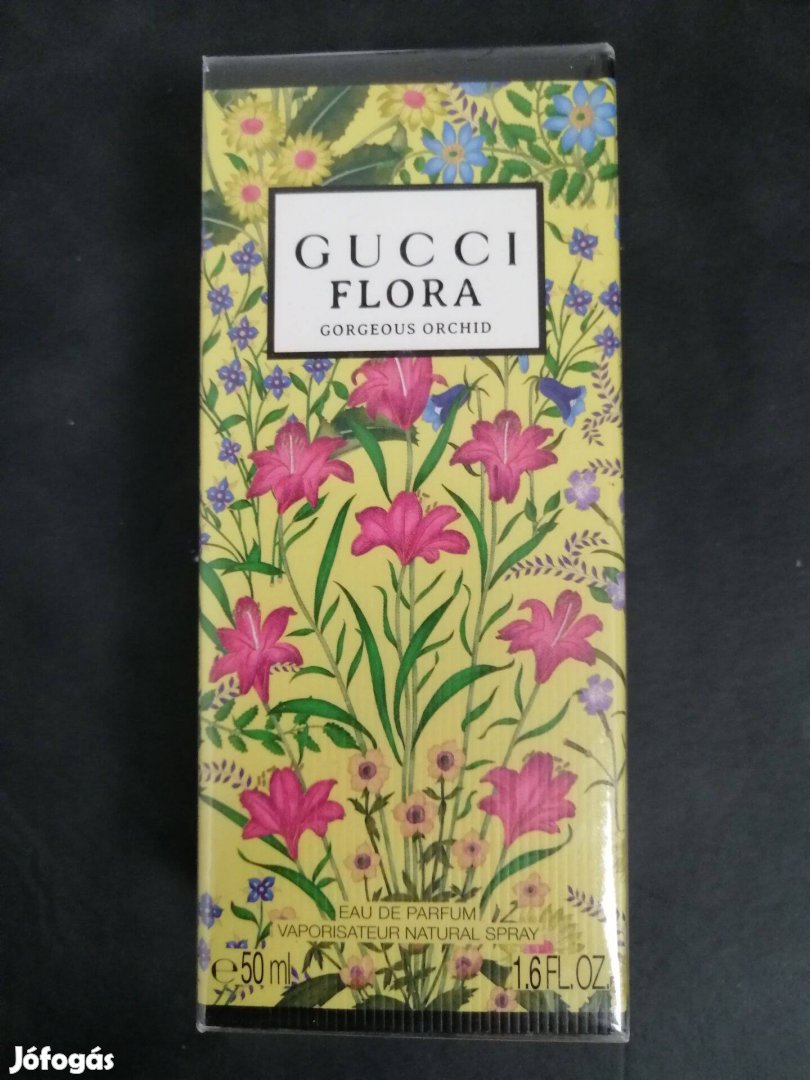 GUCCI
FLORA
GORGEOUS ORCHID
EAU DE PARFUM
VAPORISATEUR NATURAL SPRAY
℮50 ml
1.6 FL.OZ.
Jófogás